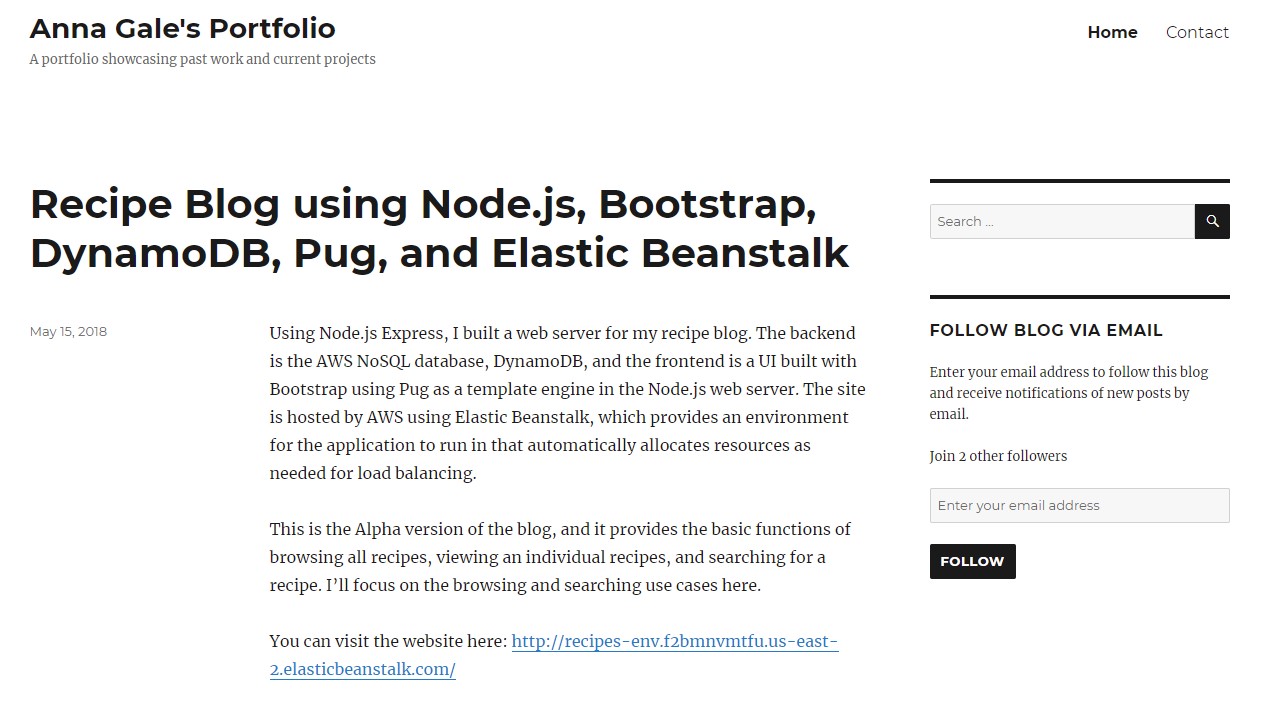 Anna Gale's Portfolio
A portfolio showcasing past work and current projects
Home Contact
Recipe Blog using Node.js, Bootstrap,
DynamoDB, Pug, and Elastic Beanstalk
May 15, 2018
Using Node.js Express, I built a web server for my recipe blog. The backend
is the AWS NoSQL database, DynamoDB, and the frontend is a UI built with
Bootstrap using Pug as a template engine in the Node.js web server. The site
is hosted by AWS using Elastic Beanstalk, which provides an environment
for the application to run in that automatically allocates resources as
needed for load balancing.
This is the Alpha version of the blog, and it provides the basic functions of
browsing all recipes, viewing an individual recipes, and searching for a
recipe. I’ll focus on the browsing and searching use cases here.
You can visit the website here: http://recipes-env.f2bmnvmtfu.us-east-
2.elasticbeanstalk.com/
Search ...
FOLLOW BLOG VIA EMAIL
Enter your email address to follow this blog
and receive notifications of new posts by
email.
Join 2 other followers
Enter your email address
FOLLOW